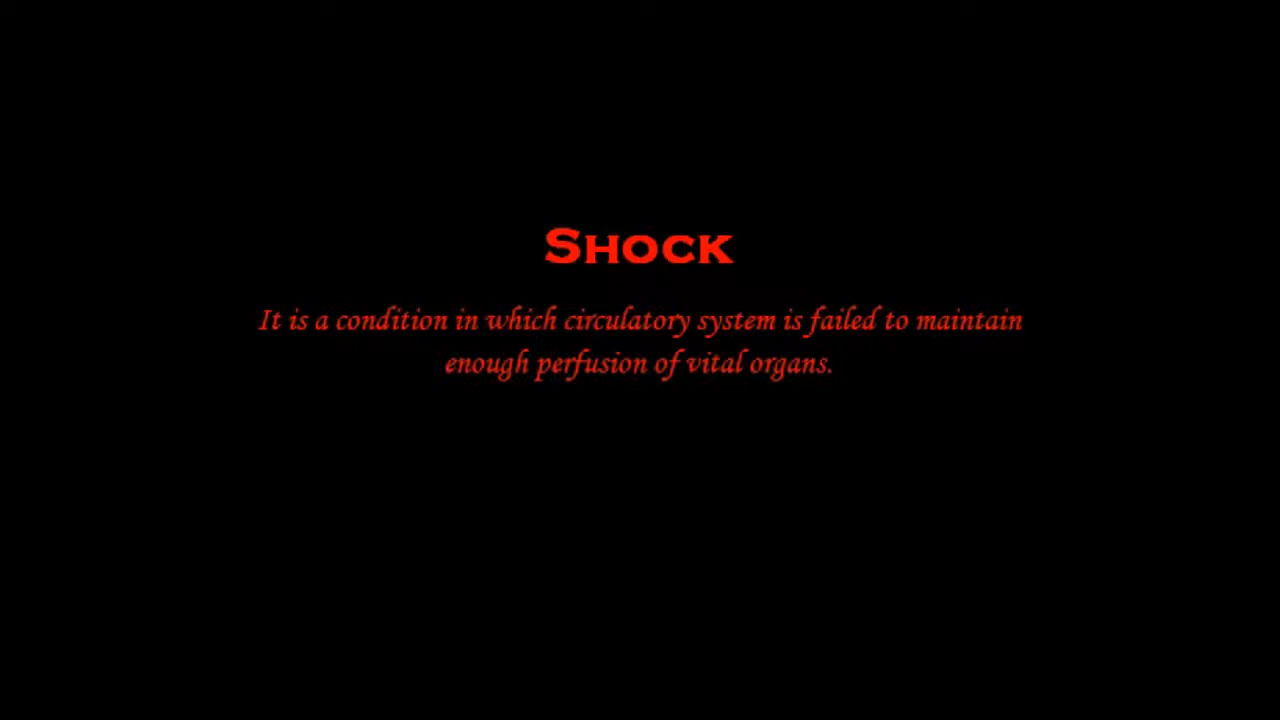 Shock
It is a condition in which circulatory system is failed to maintain
enough perfusion of vital organs.